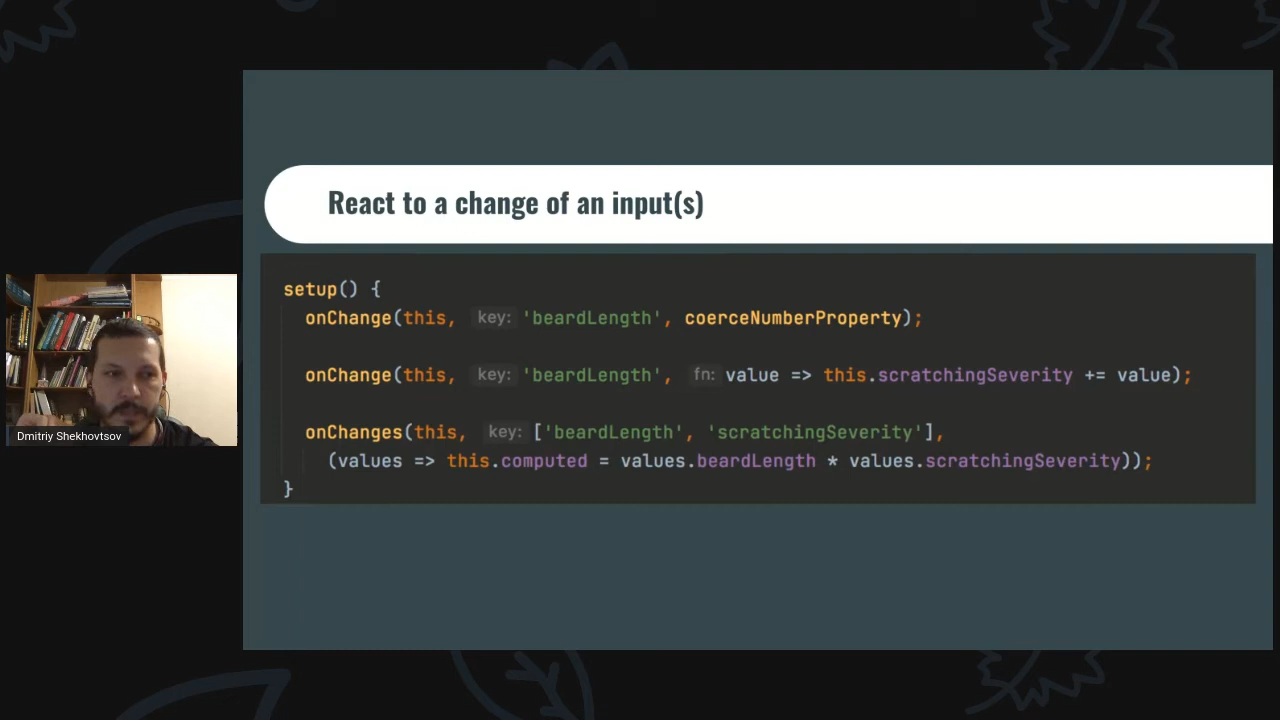 React to a change of an input(s)
setup() {
onChange(this, key: 'beardLength', coerceNumberProperty);
onChange(this, key: 'beardLength', fn: value => this.scratchingSeverity += value);
onChanges(this, key: ['beardLength', 'scratchingSeverity'],
(values => this.computed = values.beardLength * values.scratchingSeverity));
}
Dmitriy Shekhovtsov